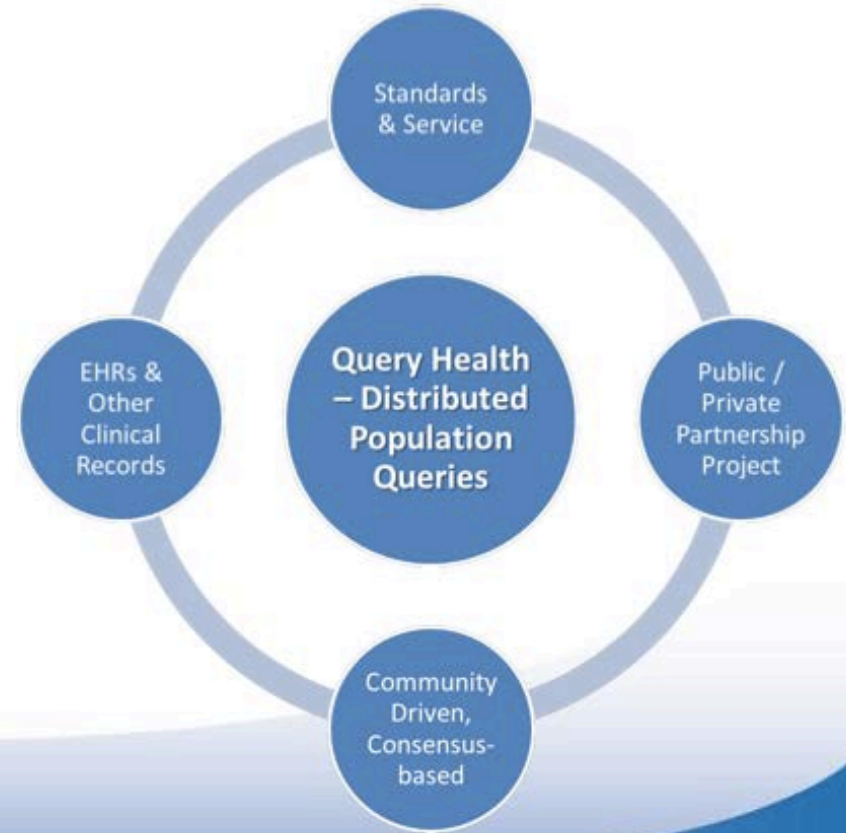 Standards
& Service
Query Health
– Distributed
Population
Queries
EHRs &
Other
Clinical
Records
Public /
Private
Partnership
Project
Community
Driven,
Consensus-
based